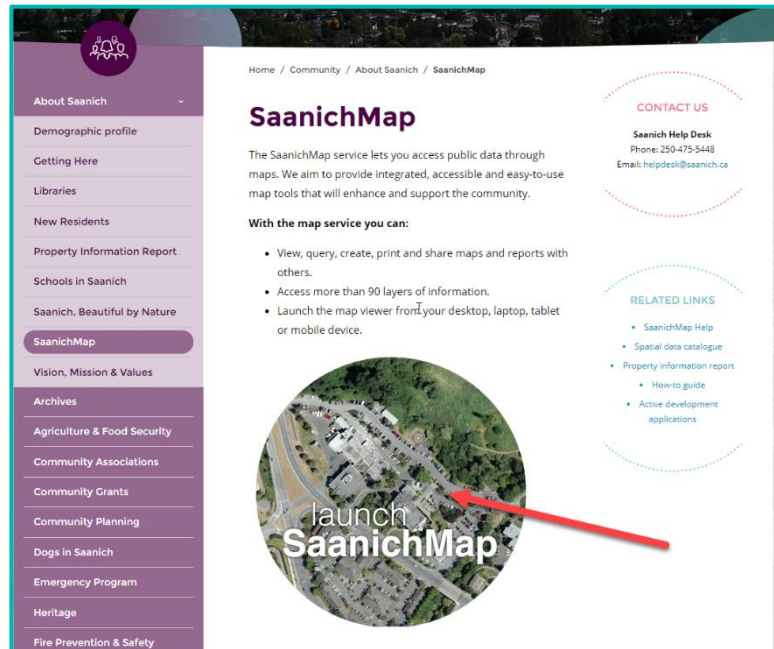 Home / Community / About Saanich / SaanichMap
About Saanich
Demographic profile
Getting Here
Libraries
New Residents
Property Information Report
Schools in Saanich
Saanich, Beautiful by Nature
SaanichMap
Vision, Mission & Values
Archives
Agriculture & Food Security
Community Associations
Community Grants
Community Planning
Dogs in Saanich
Emergency Program
Heritage
Fire Prevention & Safety
SaanichMap
The SaanichMap service lets you access public data through
maps. We aim to provide integrated, accessible and easy-to-use
map tools that will enhance and support the community.
With the map service you can:
• View, query, create, print and share maps and reports with
others.
• Access more than 90 layers of information.
• Launch the map viewer from your desktop, laptop, tablet
or mobile device.
launch
SaanichMap
CONTACT US
Saanich Help Desk
Phone: 250-475-5448
Email: helpdesk@saanich.ca
RELATED LINKS
• SaanichMap Help
• Spatial data catalogue
• Property information report
• How-to guide
• Active development
applications